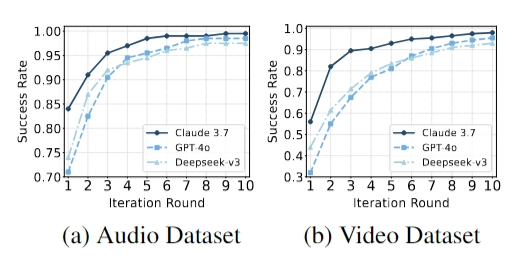 Success Rate
1.00
0.95
0.90
0.85
0.80
0.75
0.70
1 2 3 4 5 6 7 8 9 10
Iteration Round
Claude 3.7
GPT-4o
Deepseek-v3
(a) Audio Dataset
Success Rate
1.0
0.9
0.8
0.7
0.6
0.5
0.4
0.3
1 2 3 4 5 6 7 8 9 10
Iteration Round
Claude 3.7
GPT-4o
Deepseek-v3
(b) Video Dataset